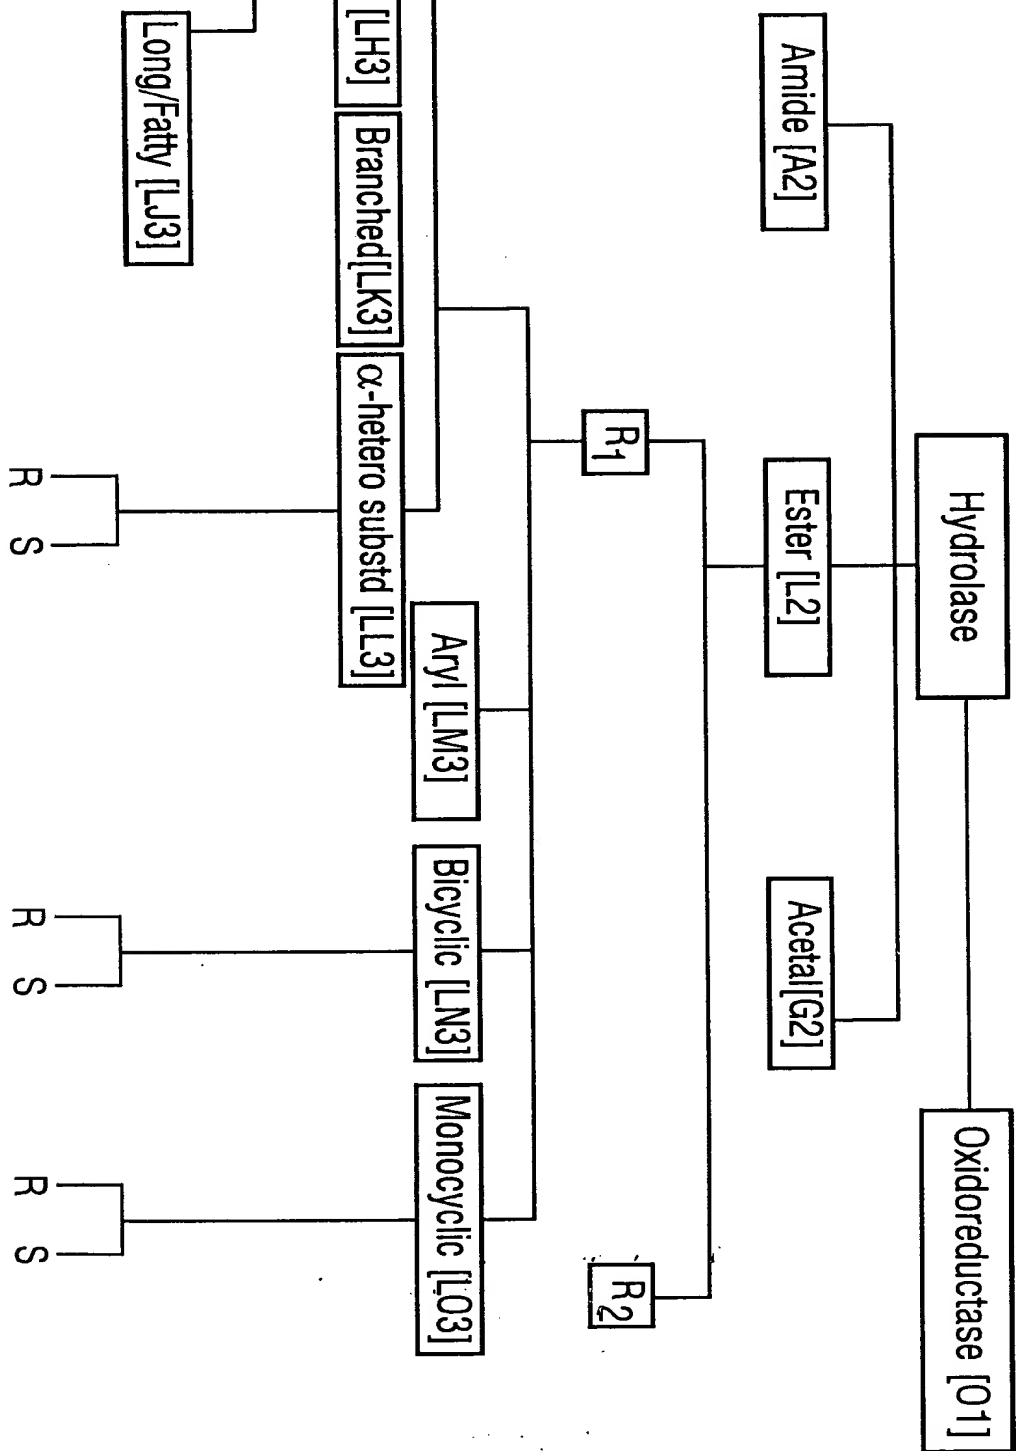 Hydrolase
Oxidoreductase [O1]
Amide [A2]
Ester [L2]
Acetal[G2]
R1
R2
[LH3]
Branched[LK3]
α-hetero substd [LL3]
Aryl [LM3]
Bicyclic [LN3]
Monocyclic [LO3]
Long/Fatty [LJ3]
R S
R S
R S